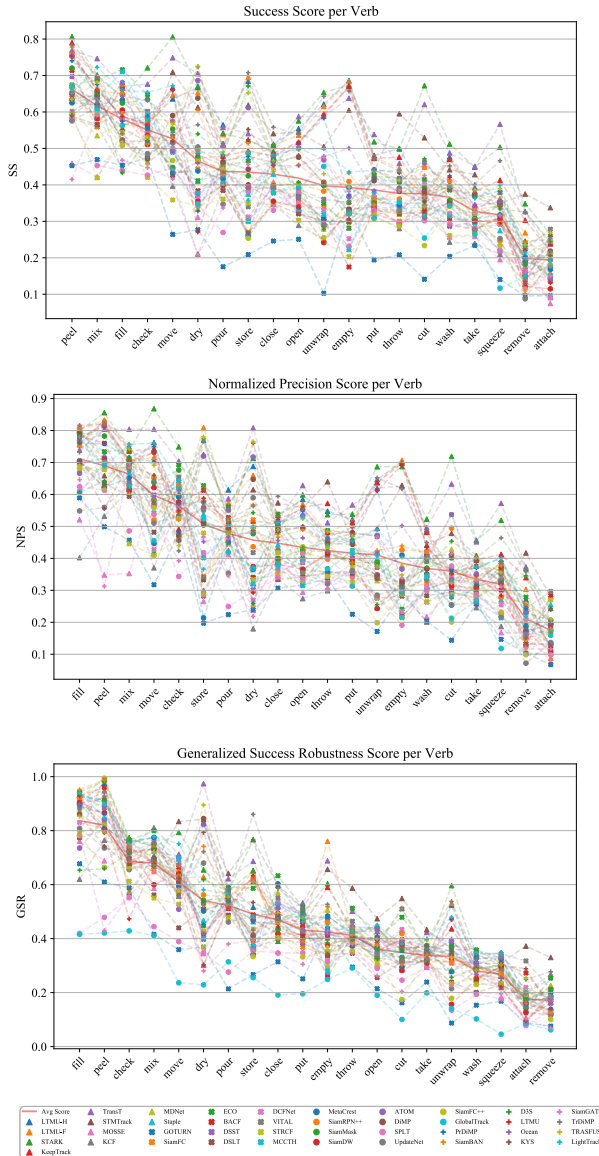 Success Score per Verb
0.8
0.7
0.6
0.5
0.4
0.3
0.2
0.1
SS
peel mix fill check move dry pour store close open unwrap empty put throw cut wash take squeeze remove attach
Normalized Precision Score per Verb
0.9
0.8
0.7
0.6
0.5
0.4
0.3
0.2
0.1
NPS
fill peel mix move check store pour dry close open throw put unwrap empty wash cut take squeeze remove attach
Generalized Success Robustness Score per Verb
1.0
0.8
0.6
0.4
0.2
0.0
GSR
fill peel check mix move dry pour store close put empty throw open cut take unwrap wash squeeze attach remove
Avg Score TransT MDNet ECO DCFNet MetaCrest ATOM SiamFC++ D3S SiamGAT
LTMU-H STMTrack Staple BACF VITAL SiamRPN++ DiMP GlobalTrack LTMU TrDiMP
LTMU-F MOSSE GOTURN DSST STRCF SiamMask SPLT PrDiMP Ocean TRASFUS
STARK KCF SiamFC DSLT MCCTH SiamDW UpdateNet SiamBAN KYS LightTrack
KeepTrack